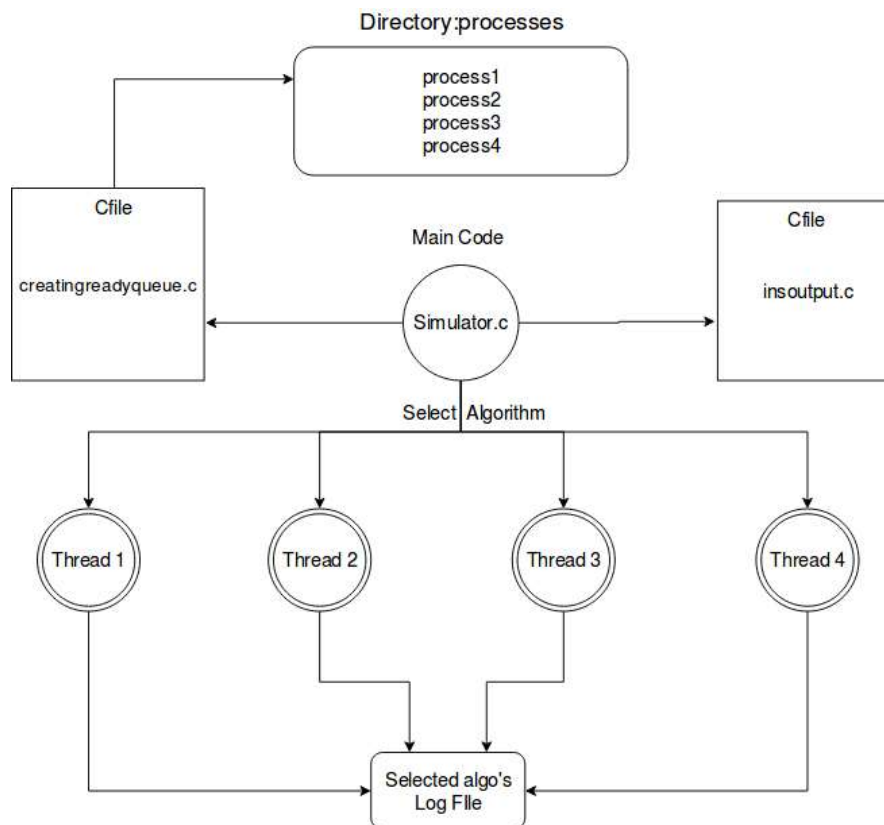 Directory:processes
process1
process2
process3
process4
Cfile
creatingreadyqueue.c
Main Code
Simulator.c
Cfile
insoutput.c
Select Algorithm
Thread 1
Thread 2
Thread 3
Thread 4
Selected algo's
Log FIle